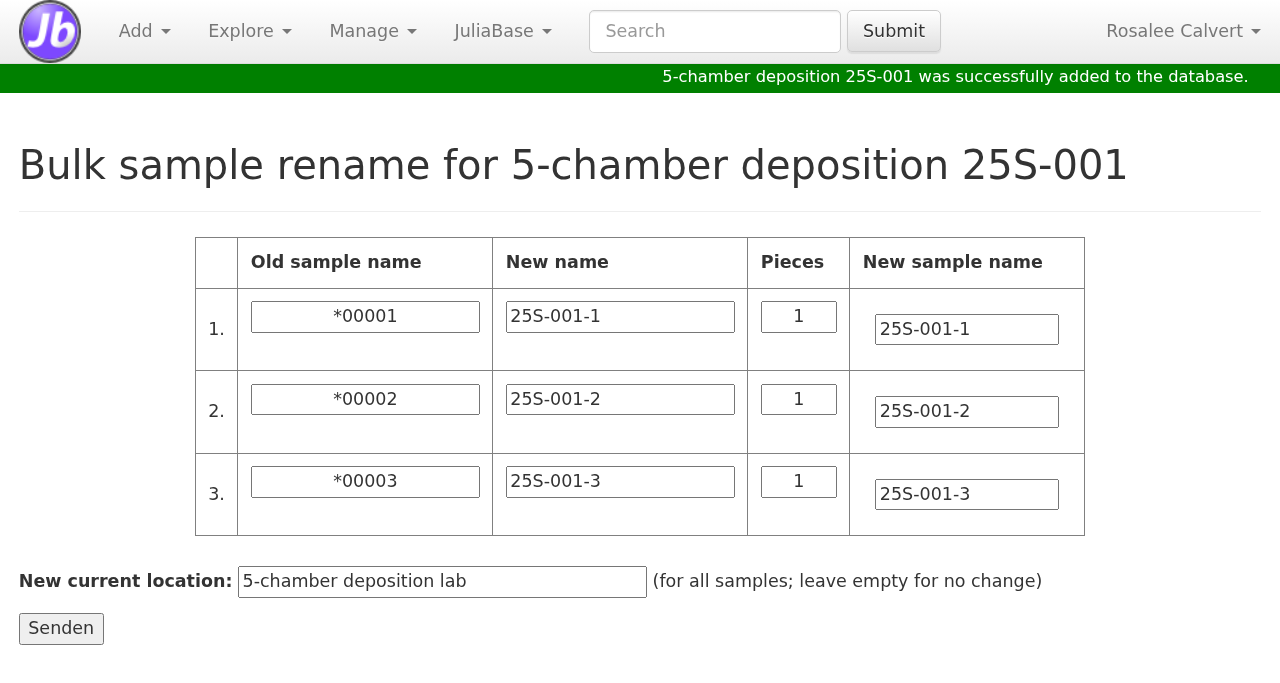 Jb Add Explore Manage JuliaBase Search Submit Rosalee Calvert
5-chamber deposition 25S-001 was successfully added to the database.
Bulk sample rename for 5-chamber deposition 25S-001
Old sample name New name Pieces New sample name
1. *00001 25S-001-1 1 25S-001-1
2. *00002 25S-001-2 1 25S-001-2
3. *00003 25S-001-3 1 25S-001-3
New current location: 5-chamber deposition lab (for all samples; leave empty for no change)
Senden